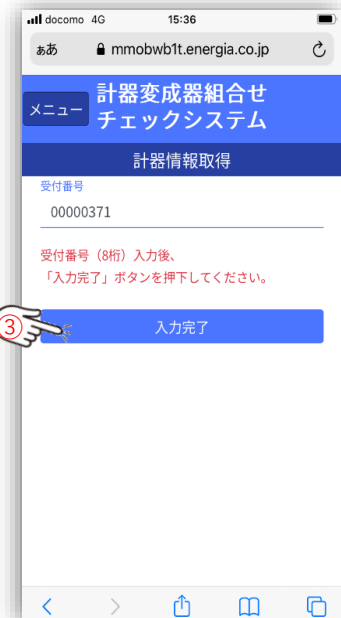 docomo 4G 15:36
ぁあ mmobwb1t.energia.co.jp
メニュー
計器変成器組合せ
チェックシステム
計器情報取得
受付番号
00000371
受付番号（8桁）入力後、
「入力完了」ボタンを押下してください。
③
入力完了